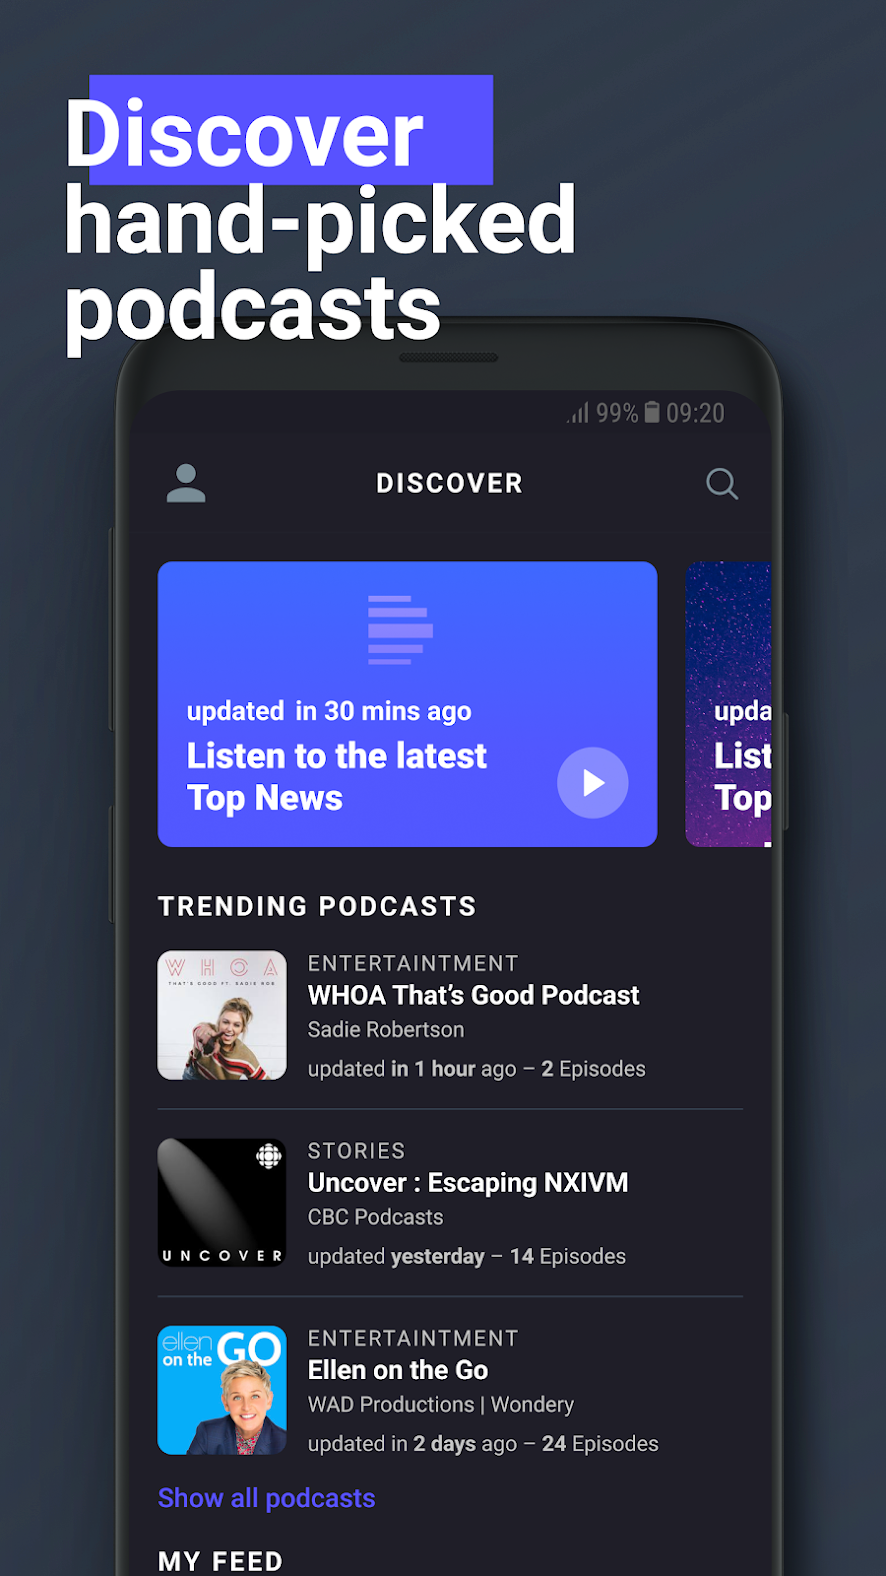 Discover
hand-picked
podcasts
99% 09:20
DISCOVER
updated in 30 mins ago
Listen to the latest
Top News
upda
List
Top
TRENDING PODCASTS
WHOA
THAT'S GOOD FT. SADIE ROB
ENTERTAINTMENT
WHOA That's Good Podcast
Sadie Robertson
updated in 1 hour ago – 2 Episodes
UNCOVER
STORIES
Uncover : Escaping NXIVM
CBC Podcasts
updated yesterday – 14 Episodes
ellen
on the GO
ENTERTAINTMENT
Ellen on the Go
WAD Productions | Wondery
updated in 2 days ago – 24 Episodes
Show all podcasts
MY FEED